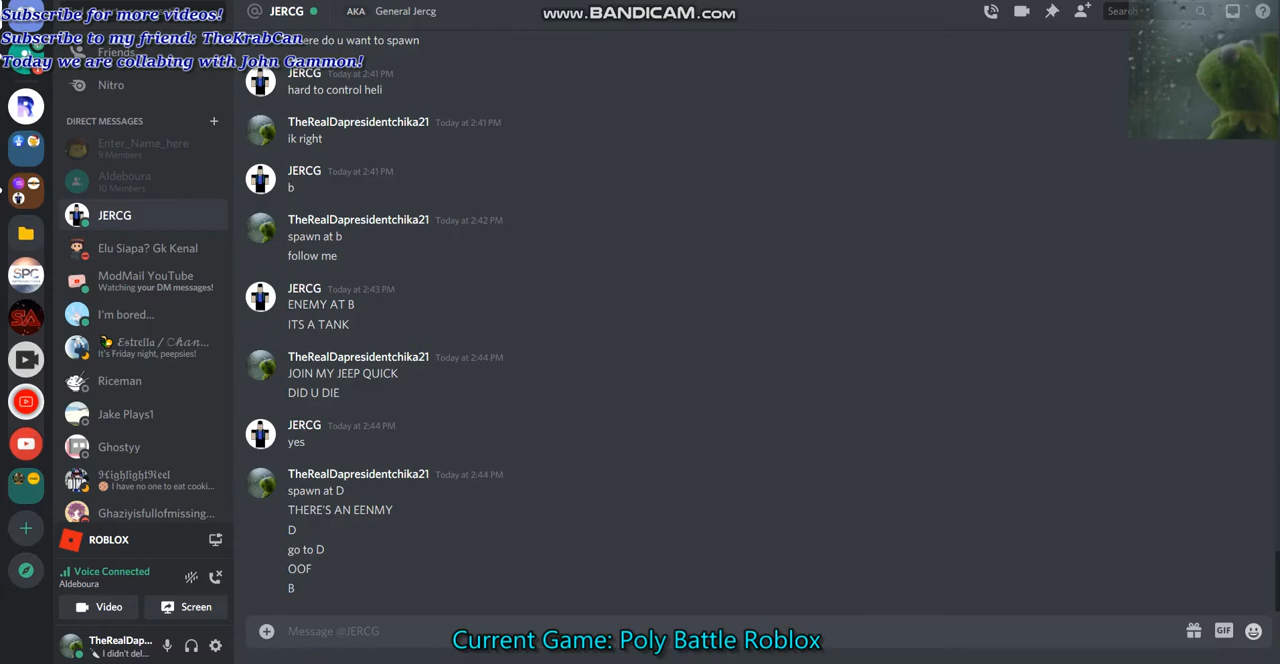 Subscribe for more videos!
Subscribe to my friend: TheKrabCan
Today we are collabing with John Gammon!
www.BANDICAM.com
JERCG
AKA General Jercg
Search
Friends
Nitro
DIRECT MESSAGES
Enter_Name_here
9 Members
Aldeboura
10 Members
JERCG
Elu Siapa? Gk Kenal
ModMail YouTube
Watching your DM messages!
I'm bored...
𝓔𝓼𝓽𝓻𝓮𝓵𝓵𝓪 / 𝓒𝓱𝓪𝓷...
It's Friday night, peepsies!
Riceman
Jake Plays1
Ghostyy
ℌ𝔦𝔤𝔥𝔩𝔦𝔤𝔥𝔱ℜ𝔢𝔢𝔩
I have no one to eat cooki...
Ghaziyisfullofmissing...
ROBLOX
Voice Connected
Aldeboura
Video
Screen
TheRealDap...
I didn't del...
ere do u want to spawn
JERCG Today at 2:41 PM
hard to control heli
TheRealDapresidentchika21 Today at 2:41 PM
ik right
JERCG Today at 2:41 PM
b
TheRealDapresidentchika21 Today at 2:42 PM
spawn at b
follow me
JERCG Today at 2:43 PM
ENEMY AT B
ITS A TANK
TheRealDapresidentchika21 Today at 2:44 PM
JOIN MY JEEP QUICK
DID U DIE
JERCG Today at 2:44 PM
yes
TheRealDapresidentchika21 Today at 2:44 PM
spawn at D
THERE'S AN EENMY
D
go to D
OOF
B
Message @JERCG
GIF
Current Game: Poly Battle Roblox
R
SPC
SA